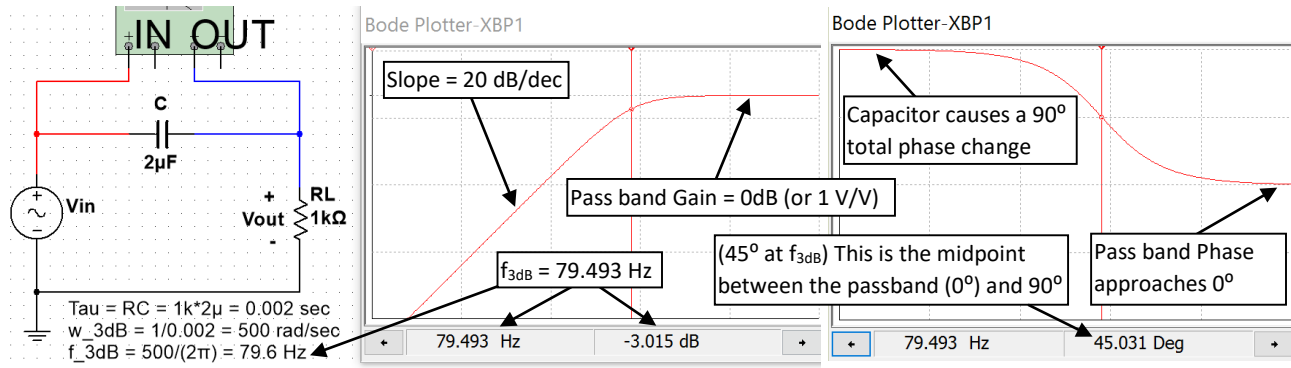 IN OUT
C
2μF
Vin
+
Vout
-
RL
1kΩ
Tau = RC = 1k*2μ = 0.002 sec
w_3dB = 1/0.002 = 500 rad/sec
f_3dB = 500/(2π) = 79.6 Hz
Bode Plotter-XBP1
Slope = 20 dB/dec
Pass band Gain = 0dB (or 1 V/V)
f3dB = 79.493 Hz
79.493 Hz
-3.015 dB
Bode Plotter-XBP1
Capacitor causes a 90º
total phase change
(45º at f3dB) This is the midpoint
between the passband (0º) and 90º
Pass band Phase
approaches 0º
79.493 Hz
45.031 Deg